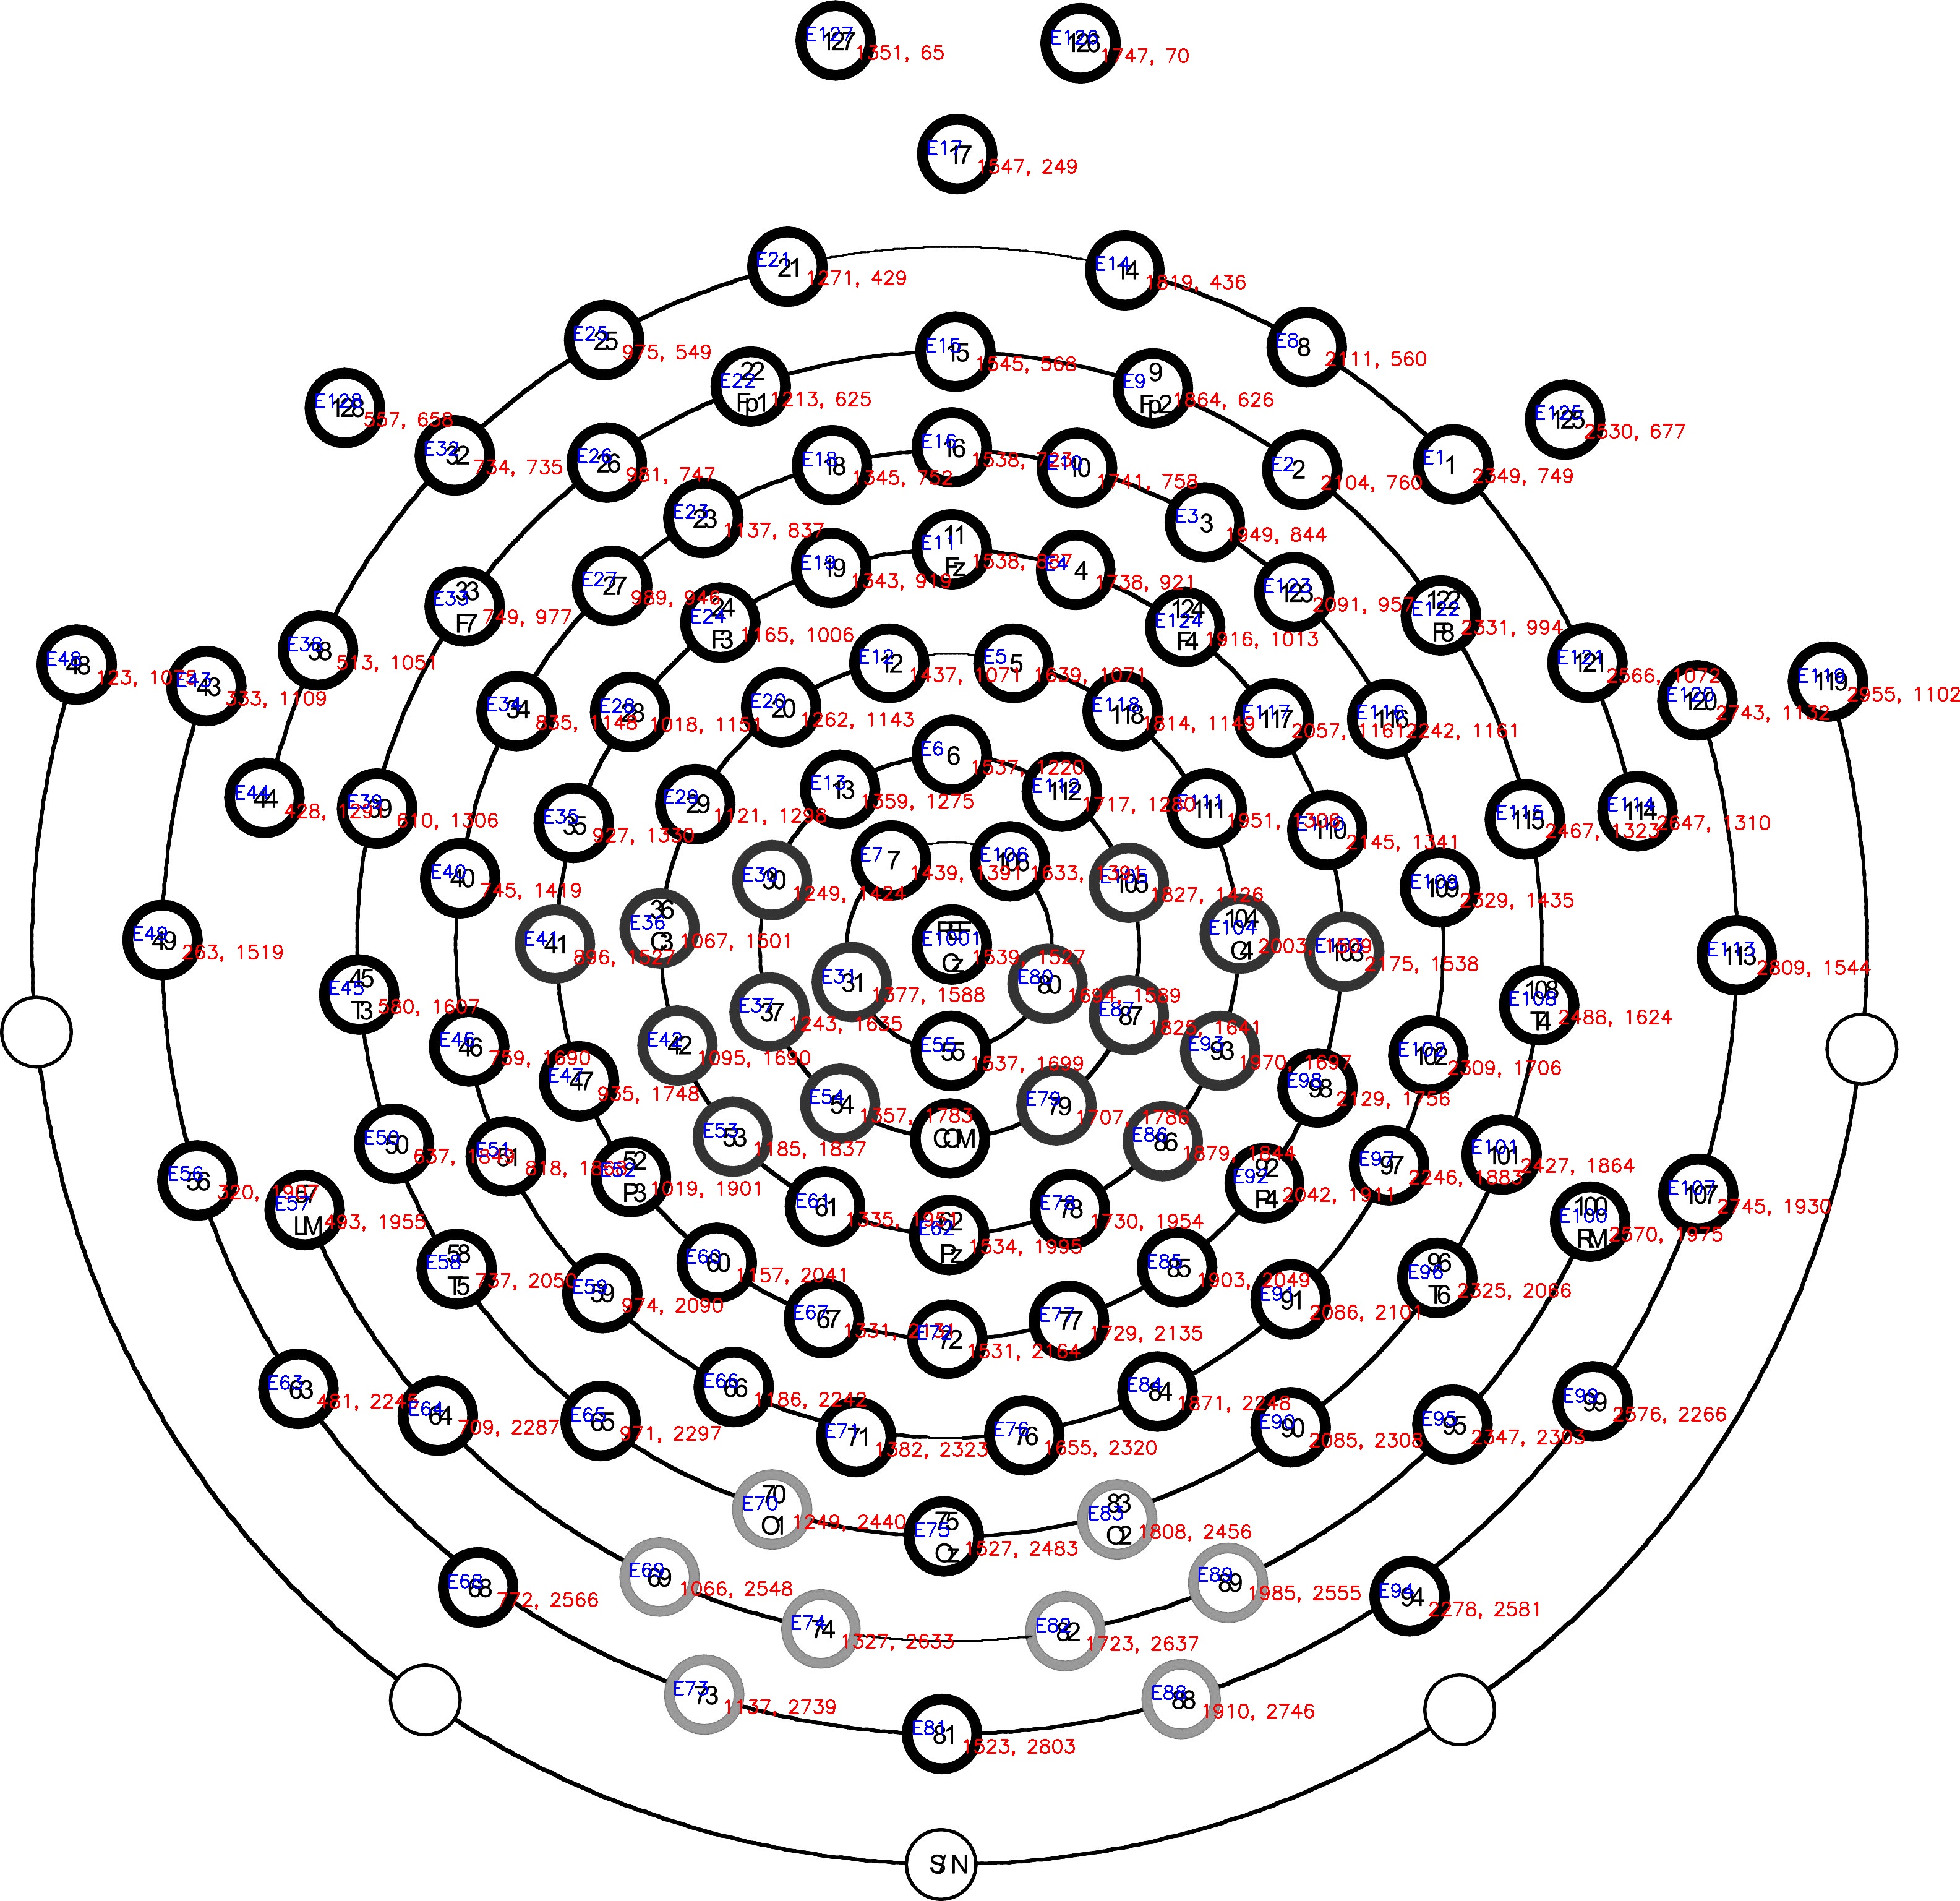 E127 127 1351, 65
E126 126 1747, 70
E17 17 1547, 249
E21 21 1271, 429
E14 14 1819, 436
E25 25 975, 549
E8 8 2111, 560
E15 15 1545, 568
E22 22 Fp1 1213, 625
E9 9 Fp2 1864, 626
E128 128 557, 658
E125 125 2530, 677
E32 32 734, 735
E26 26 981, 747
E18 18 1345, 752
E16 16 1538, 723
E10 10 1741, 758
E2 2 2104, 760
E1 1 2349, 749
E23 23 1137, 837
E3 3 1949, 844
E19 19 1343, 919
E11 11 Fz 1538, 887
E4 4 1738, 921
E33 33 F7 749, 977
E27 27 989, 946
E24 24 F3 1165, 1006
E124 124 F4 1916, 1013
E123 123 2091, 957
E122 122 F8 2331, 994
E48 48 123, 1075
E43 43 333, 1109
E38 38 513, 1051
E12 12 1437, 1071
E5 5 1639, 1071
E121 121 2566, 1072
E120 120 2743, 1132
E119 119 2955, 1102
E34 34 835, 1148
E28 28 1018, 1151
E20 20 1262, 1143
E118 118 1814, 1149
E117 117 2057, 1161
E116 116 2242, 1161
E6 6 1537, 1220
E44 44
E39 39 610, 1306
E35 35 927, 1330
E29 29 1121, 1298
E13 13 1359, 1275
E112 112 1717, 1280
E111 111 1951, 1306
E110 110 2145, 1341
E115 115 2467, 1323
E114 114 2647, 1310
E40 40 745, 1419
E30 30 1249, 1424
E7 7 1439, 1391
E106 106 1633, 1391
E105 105 1827, 1426
E109 109 2329, 1435
E49 49 263, 1519
E41 41 896, 1527
E36 36 C3 1067, 1501
E1001 REF Cz 1539, 1527
E104 104 C4 2003, 1509
E103 103 2175, 1538
E113 113 2809, 1544
E45 45 T3 580, 1607
E31 31 1377, 1588
E80 80 1694, 1589
E108 108 T4 2488, 1624
E37 37 1243, 1635
E87 87 1825, 1641
E46 46 759, 1690
E42 42 1095, 1690
E55 55 1537, 1699
E93 93 1970, 1697
E102 102 2309, 1706
E47 47 935, 1748
E98 98 2129, 1756
E54 54 1357, 1783
COM
E79 79 1707, 1786
E50 50 637, 1849
E51 51 818, 1868
E53 53 1185, 1837
E86 86 1879, 1844
E97 97 2246, 1883
E101 101 2427, 1864
E56 56 320, 1907
E57 57 LM 493, 1955
E52 52 P3 1019, 1901
E61 61 1335, 1951
E62 62 Pz 1534, 1995
E78 78 1730, 1954
E92 92 P4 2042, 1911
E100 100 RM 2570, 1975
E107 107 2745, 1930
E58 58 T5 737, 2050
E59 59 974, 2090
E60 60 1157, 2041
E85 85 1903, 2049
E91 91 2086, 2101
E96 96 T6 2325, 2066
E67 67 1331, 2131
E72 72 1531, 2164
E77 77 1729, 2135
E63 63 481, 2245
E64 64 709, 2287
E65 65 971, 2297
E66 66 1186, 2242
E71 71 1382, 2323
E76 76 1655, 2320
E84 84 1871, 2248
E90 90 2085, 2308
E95 95 2347, 2303
E99 99 2576, 2266
E70 70 O1 1249, 2440
E75 75 Oz 1527, 2483
E83 83 O2 1808, 2456
E68 68 772, 2566
E69 69 1066, 2548
E89 89 1985, 2555
E94 94 2278, 2581
E74 74 1327, 2633
E82 82 1723, 2637
E73 73 1137, 2739
E81 81 1523, 2803
E88 88 1910, 2746
S/N